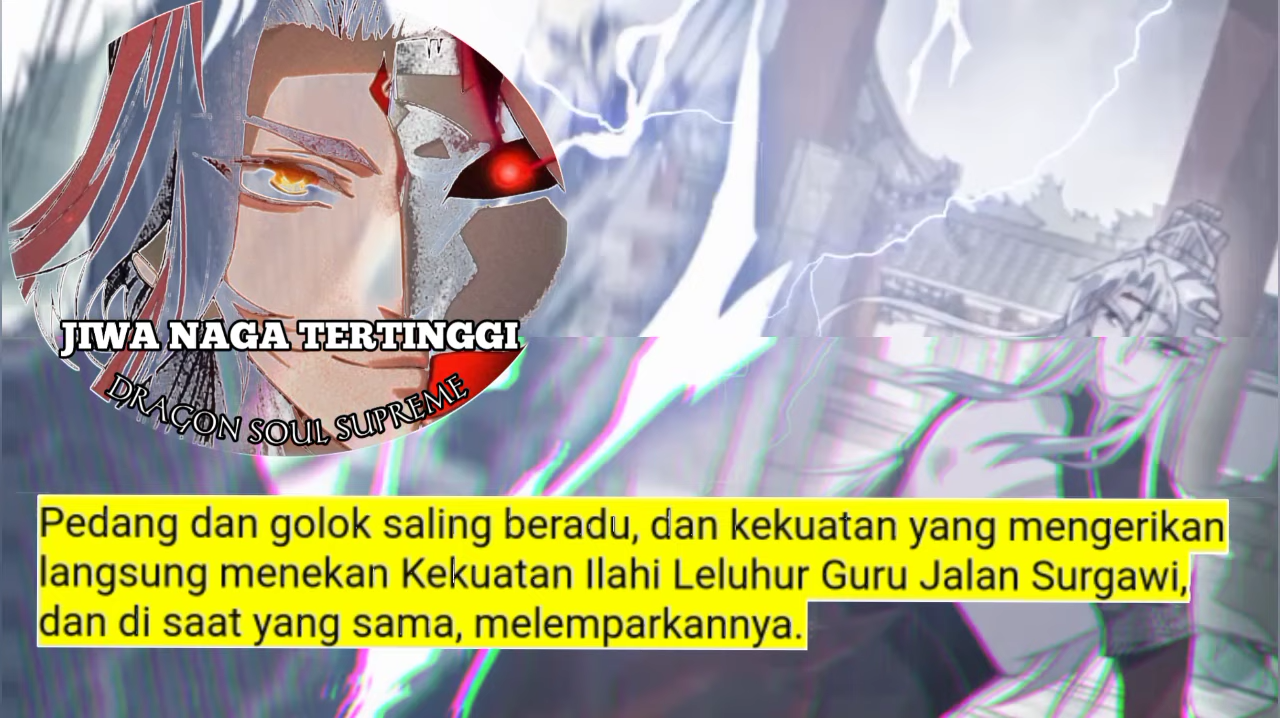 JIWA NAGA TERTINGGI
DRAGON SOUL SUPREME
Pedang dan golok saling beradu, dan kekuatan yang mengerikan
langsung menekan Kekuatan Ilahi Leluhur Guru Jalan Surgawi,
dan di saat yang sama, melemparkannya.